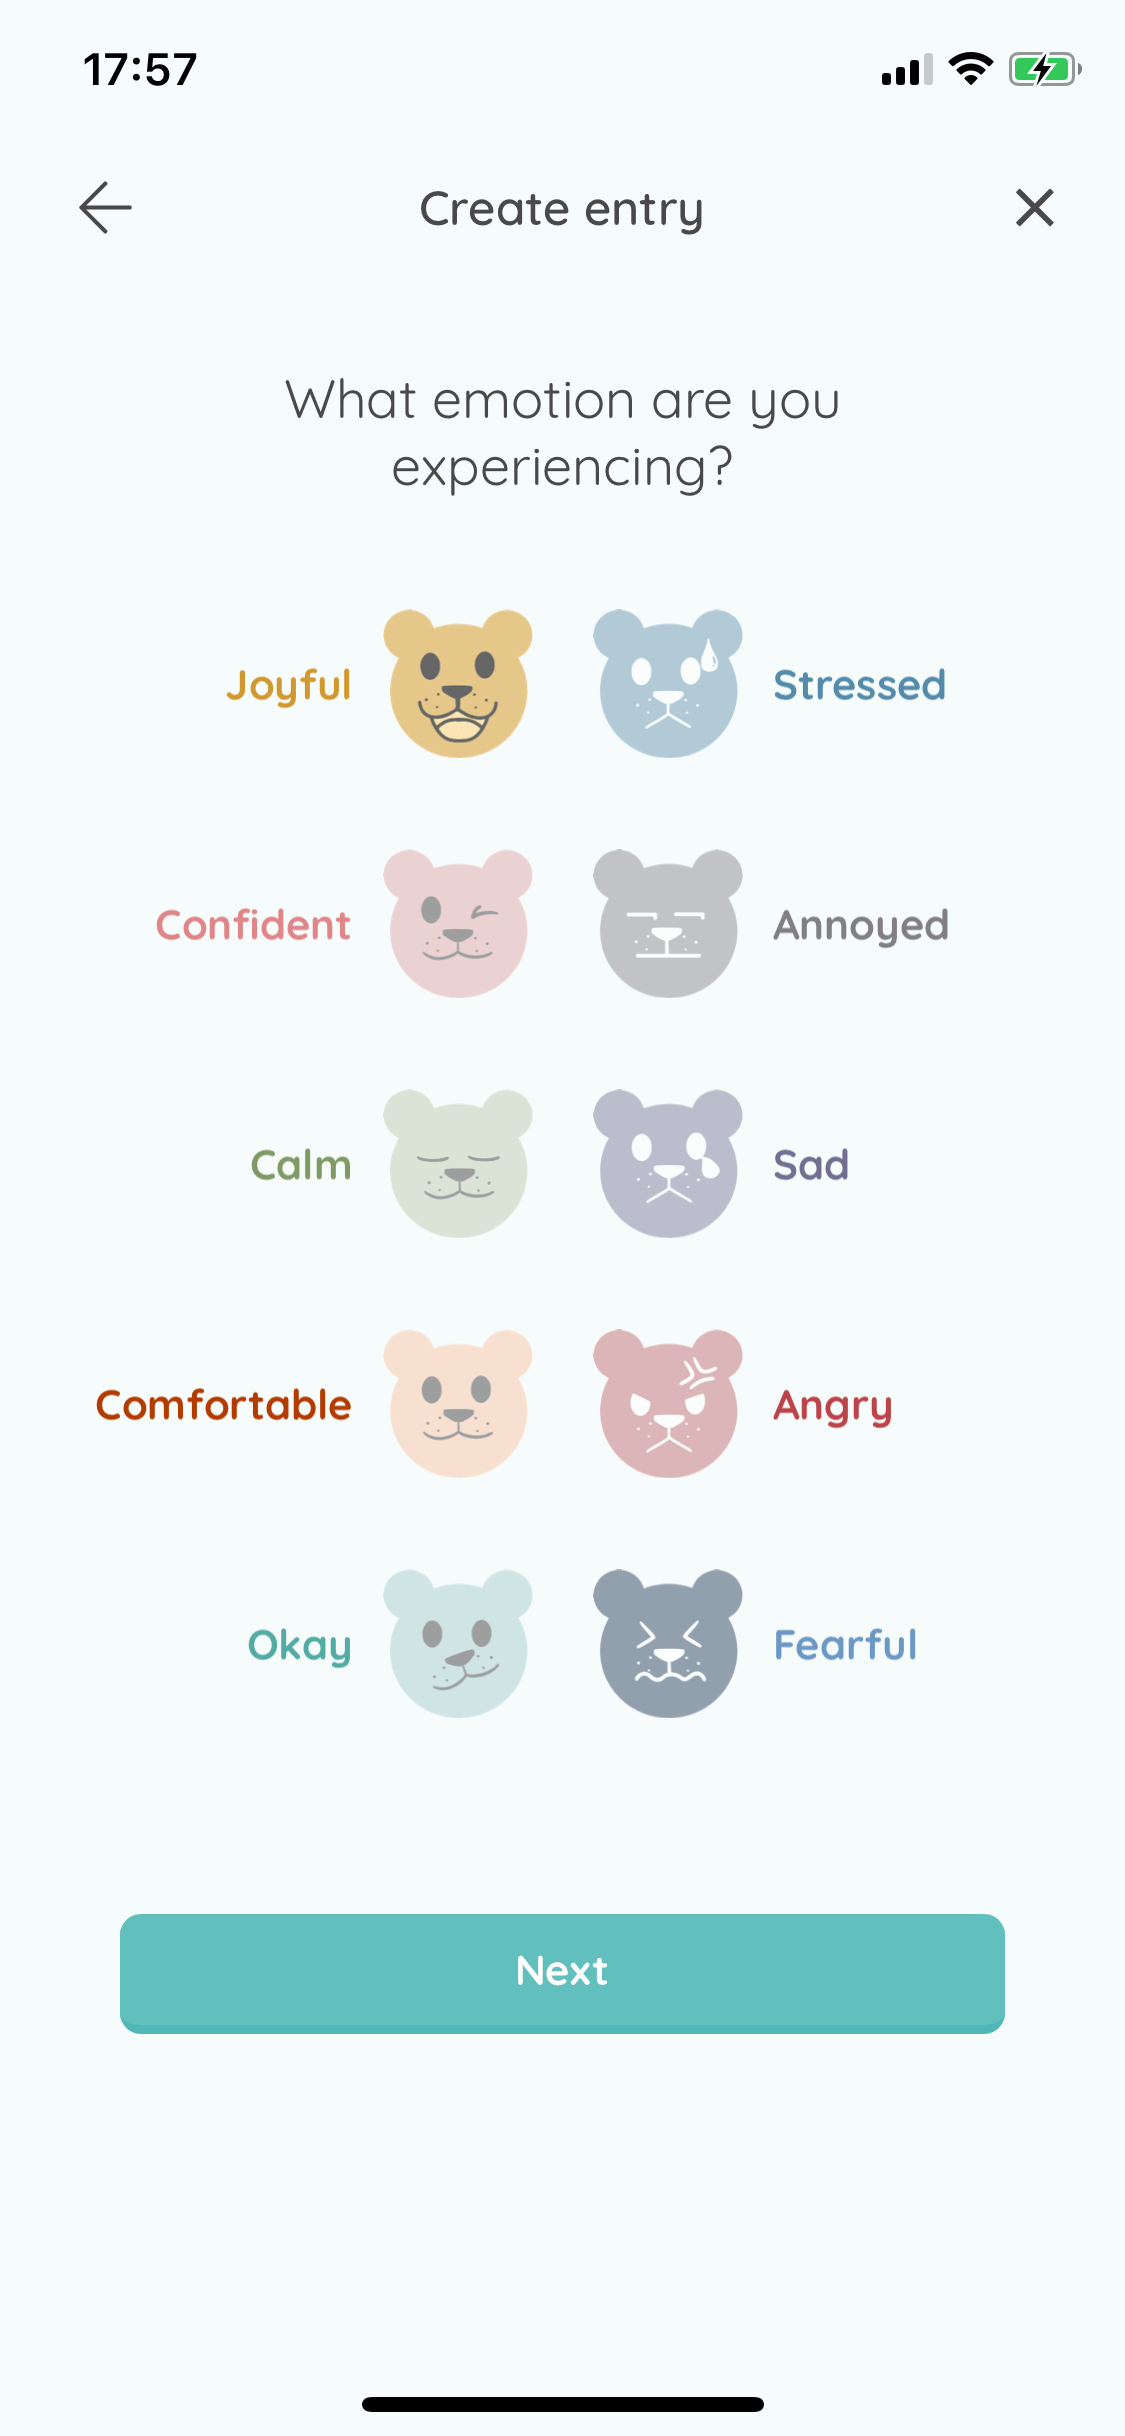 17:57
Create entry
What emotion are you
experiencing?
Joyful
Stressed
Confident
Annoyed
Calm
Sad
Comfortable
Angry
Okay
Fearful
Next